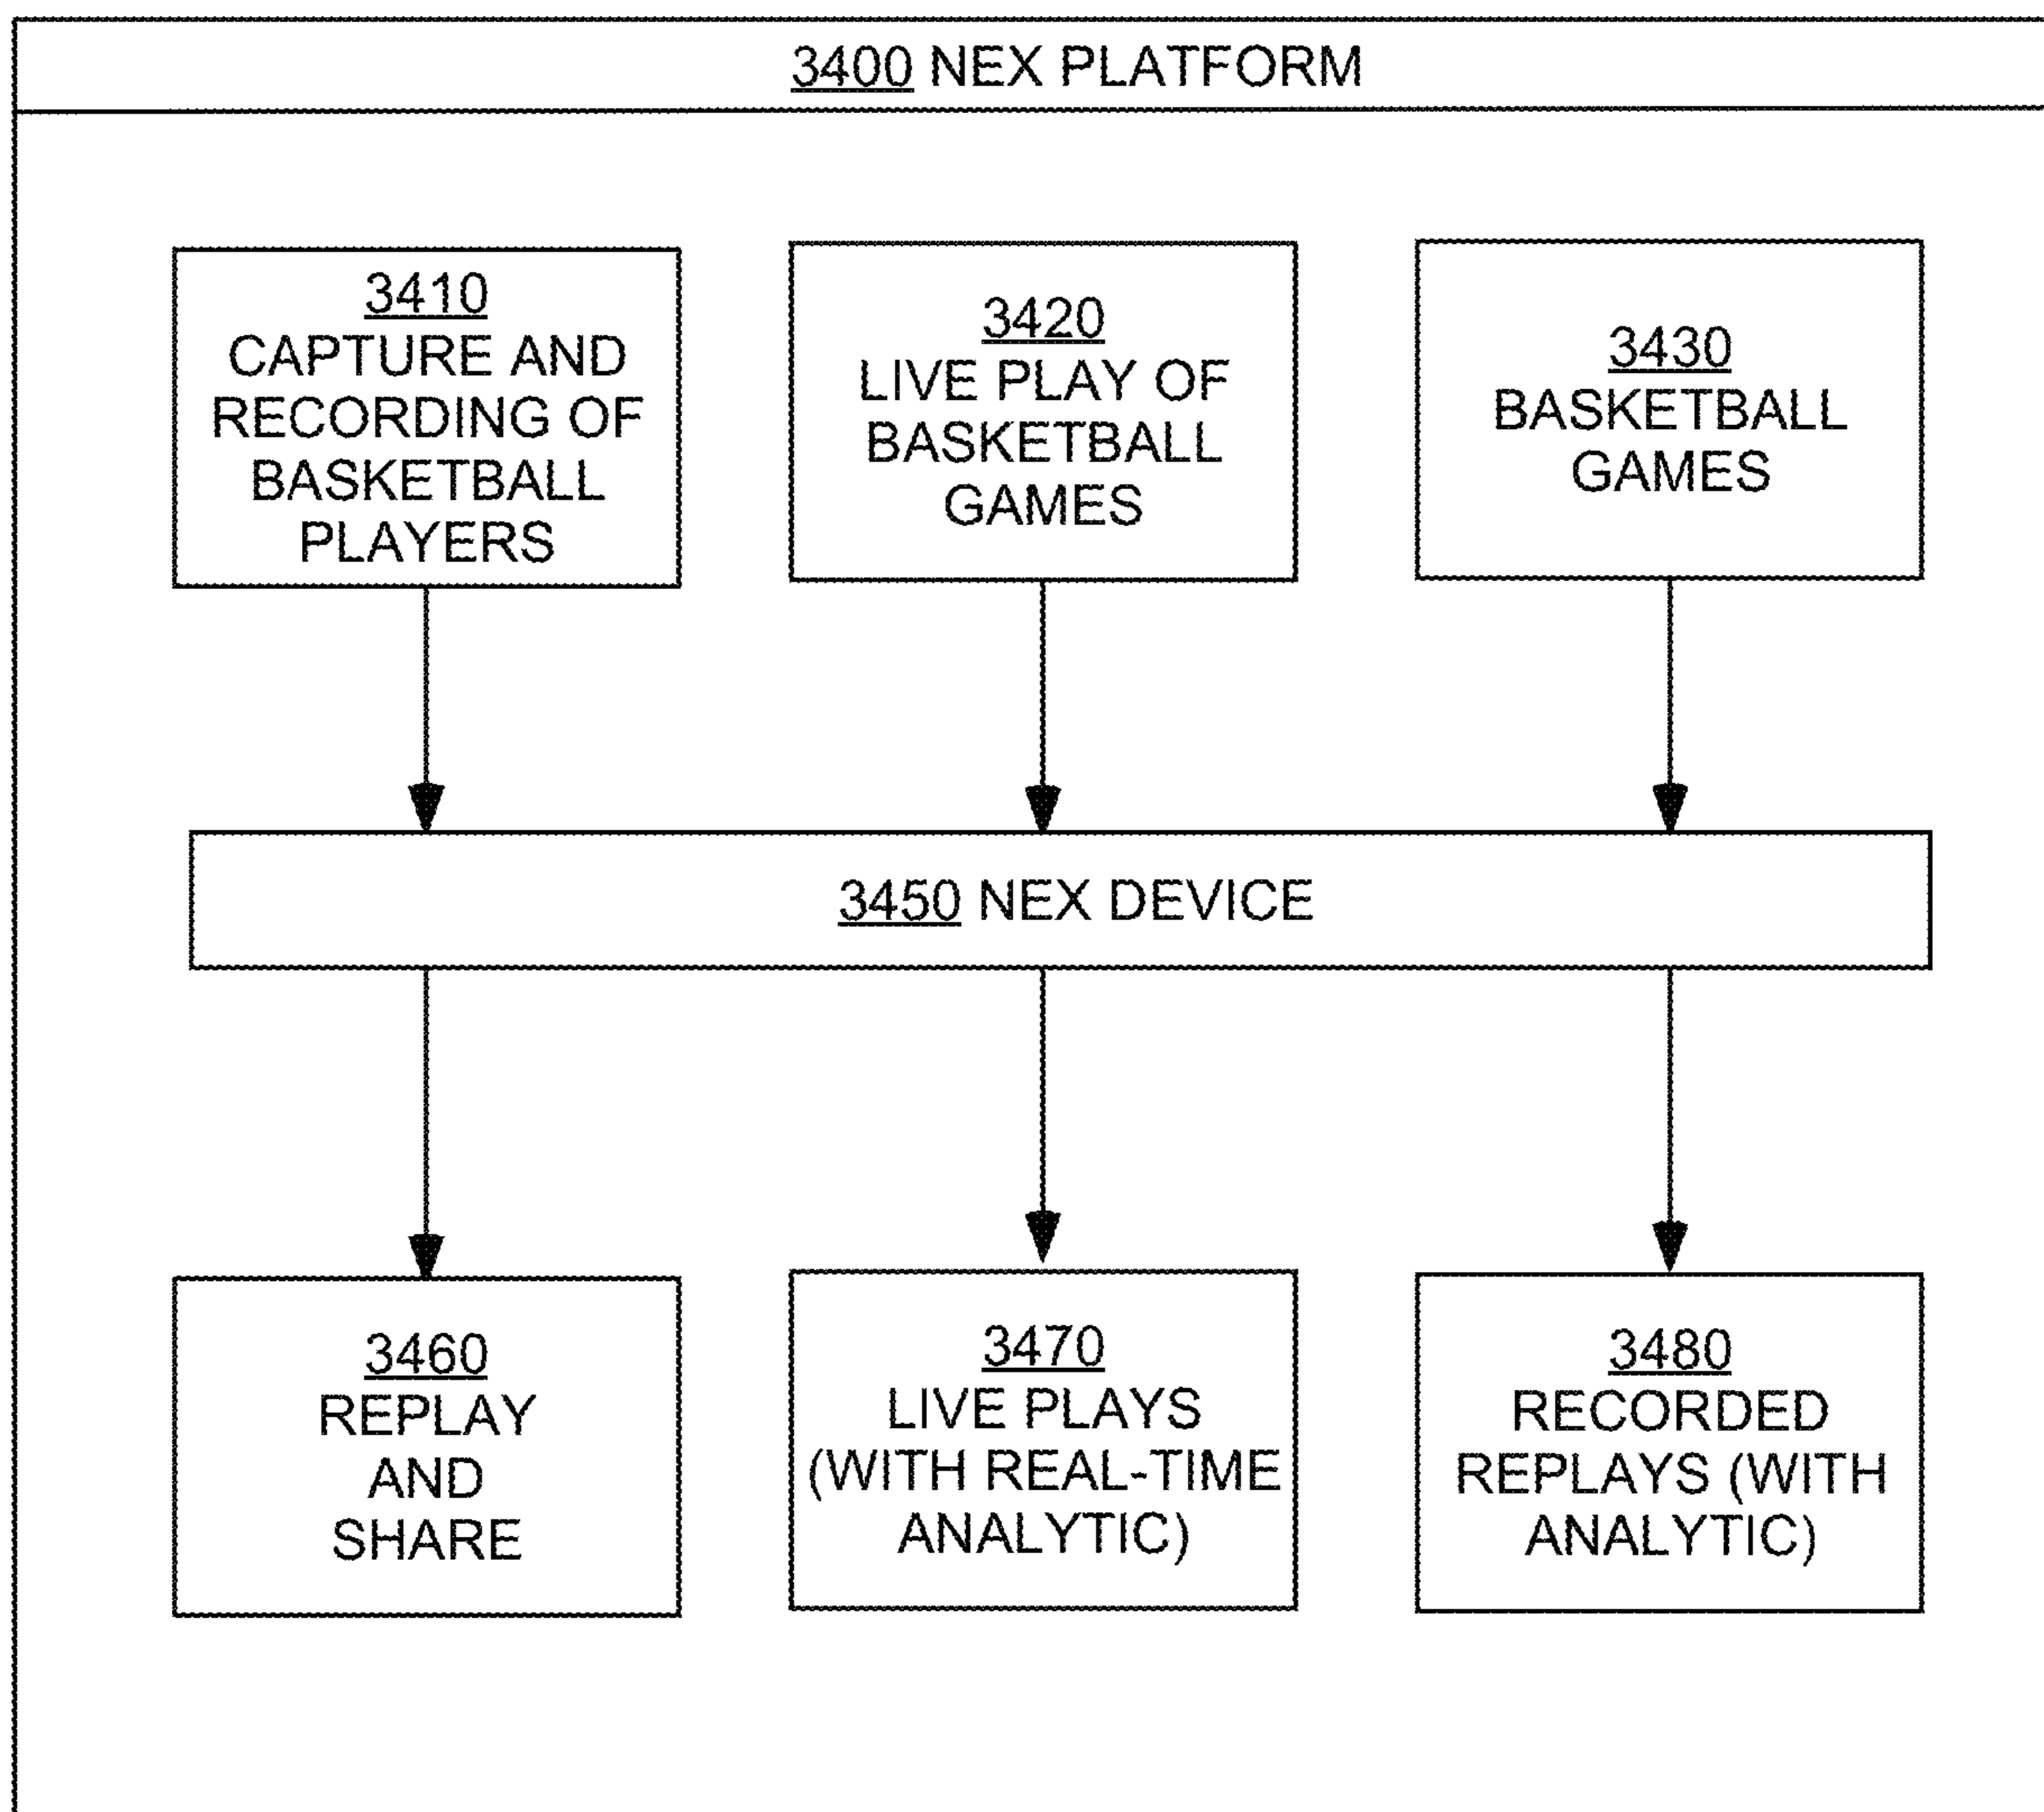 3400 NEX PLATFORM
3410
CAPTURE AND
RECORDING OF
BASKETBALL
PLAYERS
3420
LIVE PLAY OF
BASKETBALL
GAMES
3430
BASKETBALL
GAMES
3450 NEX DEVICE
3460
REPLAY
AND
SHARE
3470
LIVE PLAYS
(WITH REAL-TIME
ANALYTIC)
3480
RECORDED
REPLAYS (WITH
ANALYTIC)